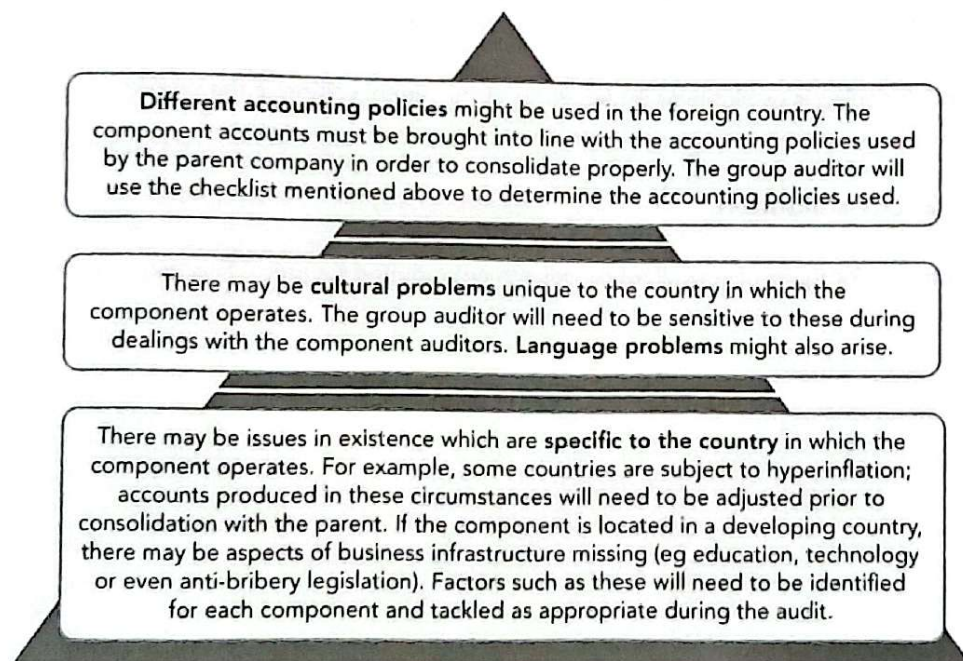 Different accounting policies might be used in the foreign country. The
component accounts must be brought into line with the accounting policies used
by the parent company in order to consolidate properly. The group auditor will
use the checklist mentioned above to determine the accounting policies used.
There may be cultural problems unique to the country in which the
component operates. The group auditor will need to be sensitive to these during
dealings with the component auditors. Language problems might also arise.
There may be issues in existence which are specific to the country in which the
component operates. For example, some countries are subject to hyperinflation;
accounts produced in these circumstances will need to be adjusted prior to
consolidation with the parent. If the component is located in a developing country,
there may be aspects of business infrastructure missing (eg education, technology
or even anti-bribery legislation). Factors such as these will need to be identified
for each component and tackled as appropriate during the audit.